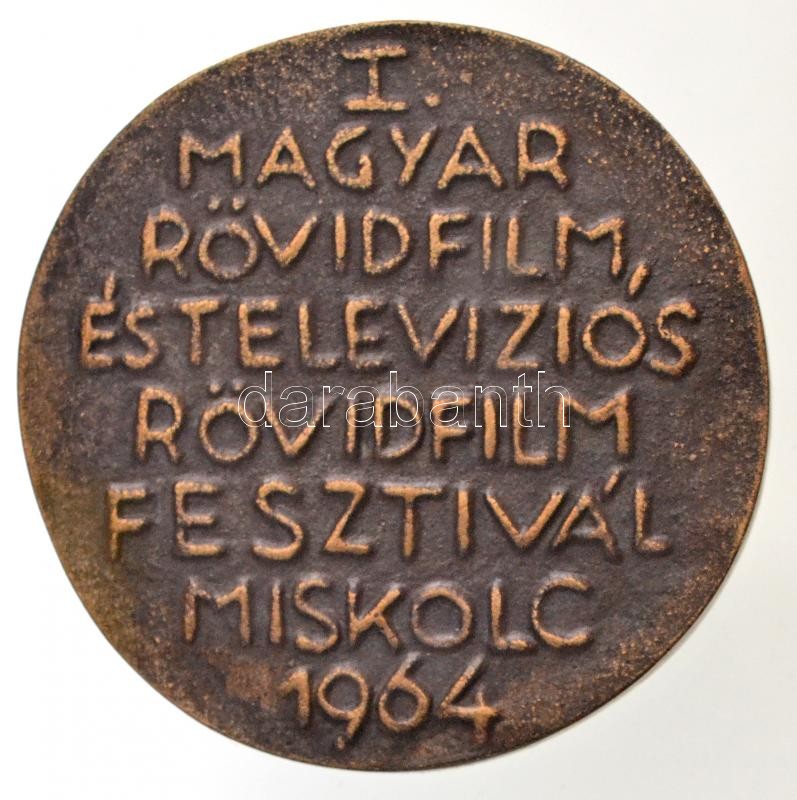 I.
MAGYAR
RÖVIDFILM,
ÉSTELEVIZIÓS
darabanth
RÖVIDFILM
FESZTIVÁL
MISKOLC
1964